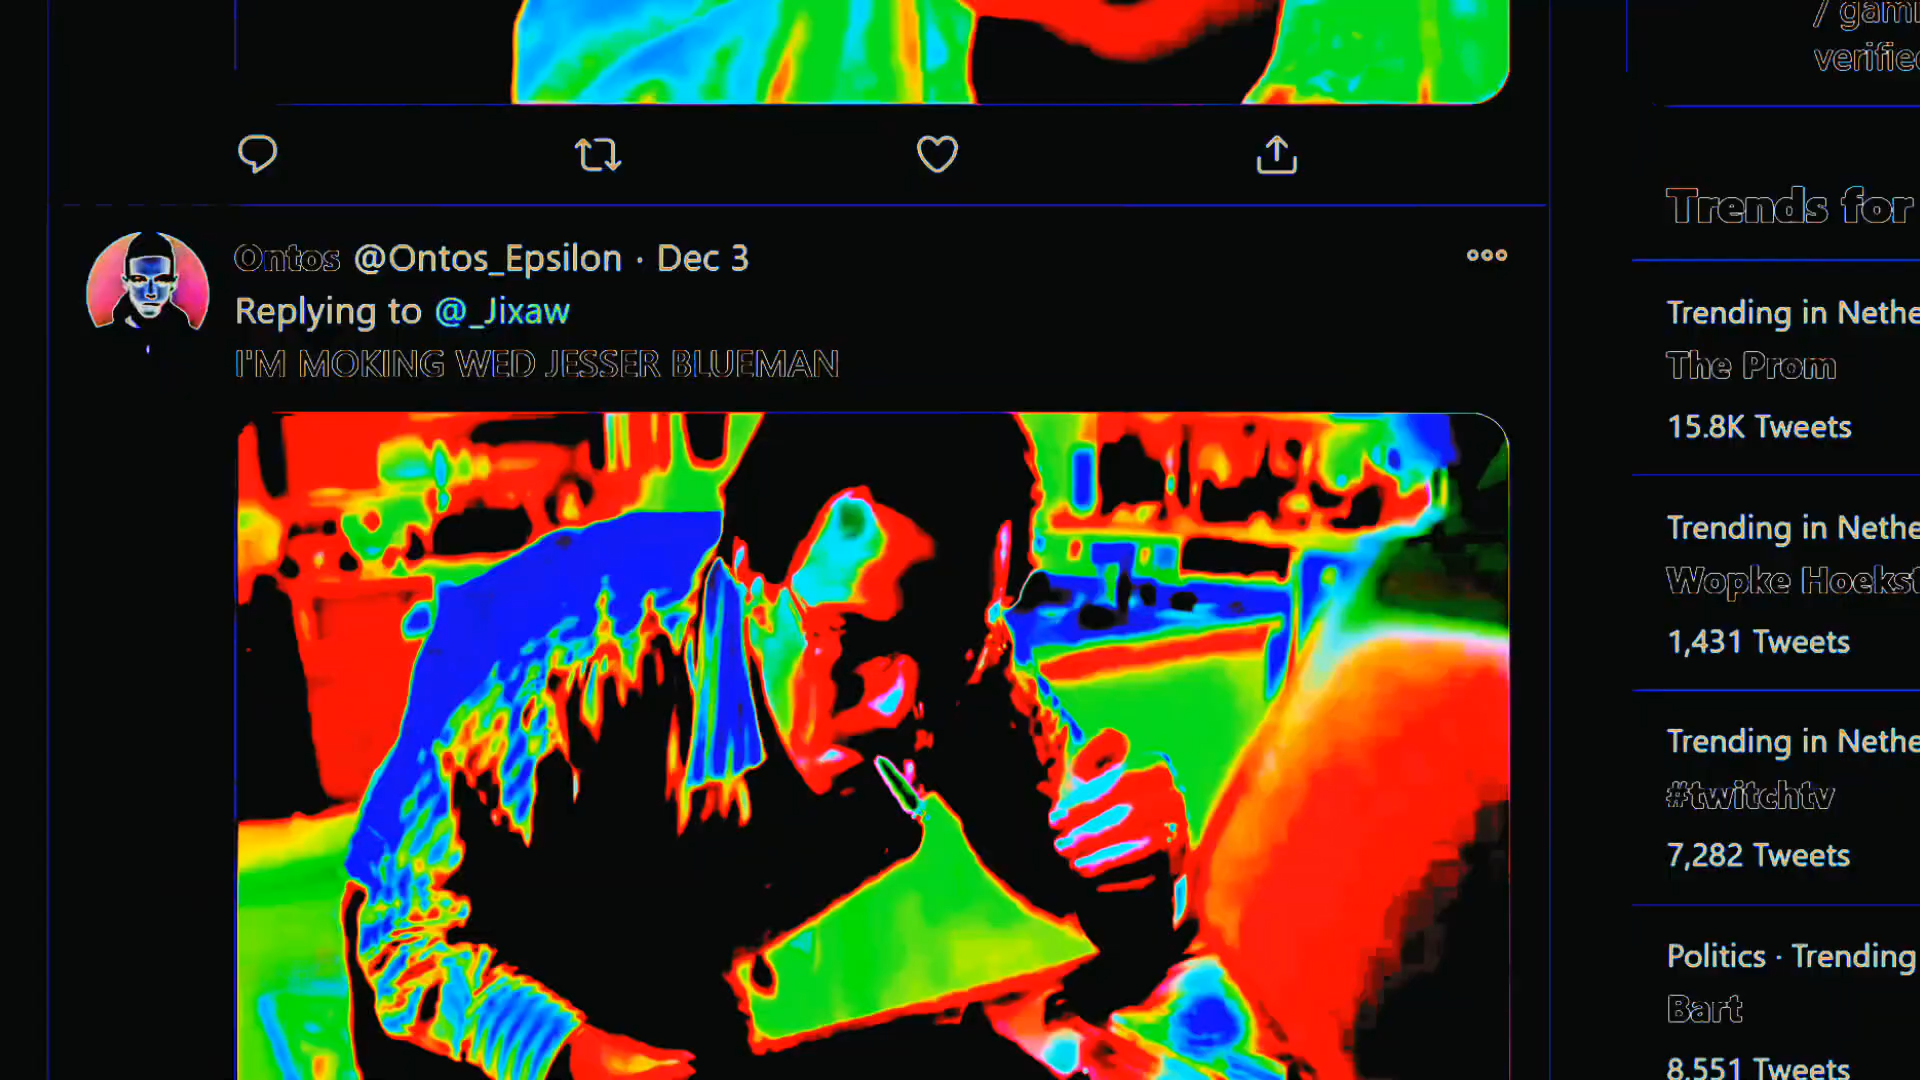 Ontos @Ontos_Epsilon · Dec 3
Replying to @_Jixaw
I'M MOKING WED JESSER BLUEMAN
/ gami
verified
Trends for
Trending in Nethe
The Prom
15.8K Tweets
Trending in Nethe
Wopke Hoekst
1,431 Tweets
Trending in Nethe
#twitchtv
7,282 Tweets
Politics · Trending
Bart
8,551 Tweets